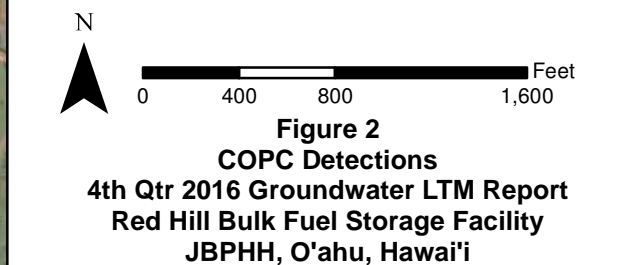 N
Feet
0 400 800 1,600
Figure 2
COPC Detections
4th Qtr 2016 Groundwater LTM Report
Red Hill Bulk Fuel Storage Facility
JBPHH, O'ahu, Hawai'i